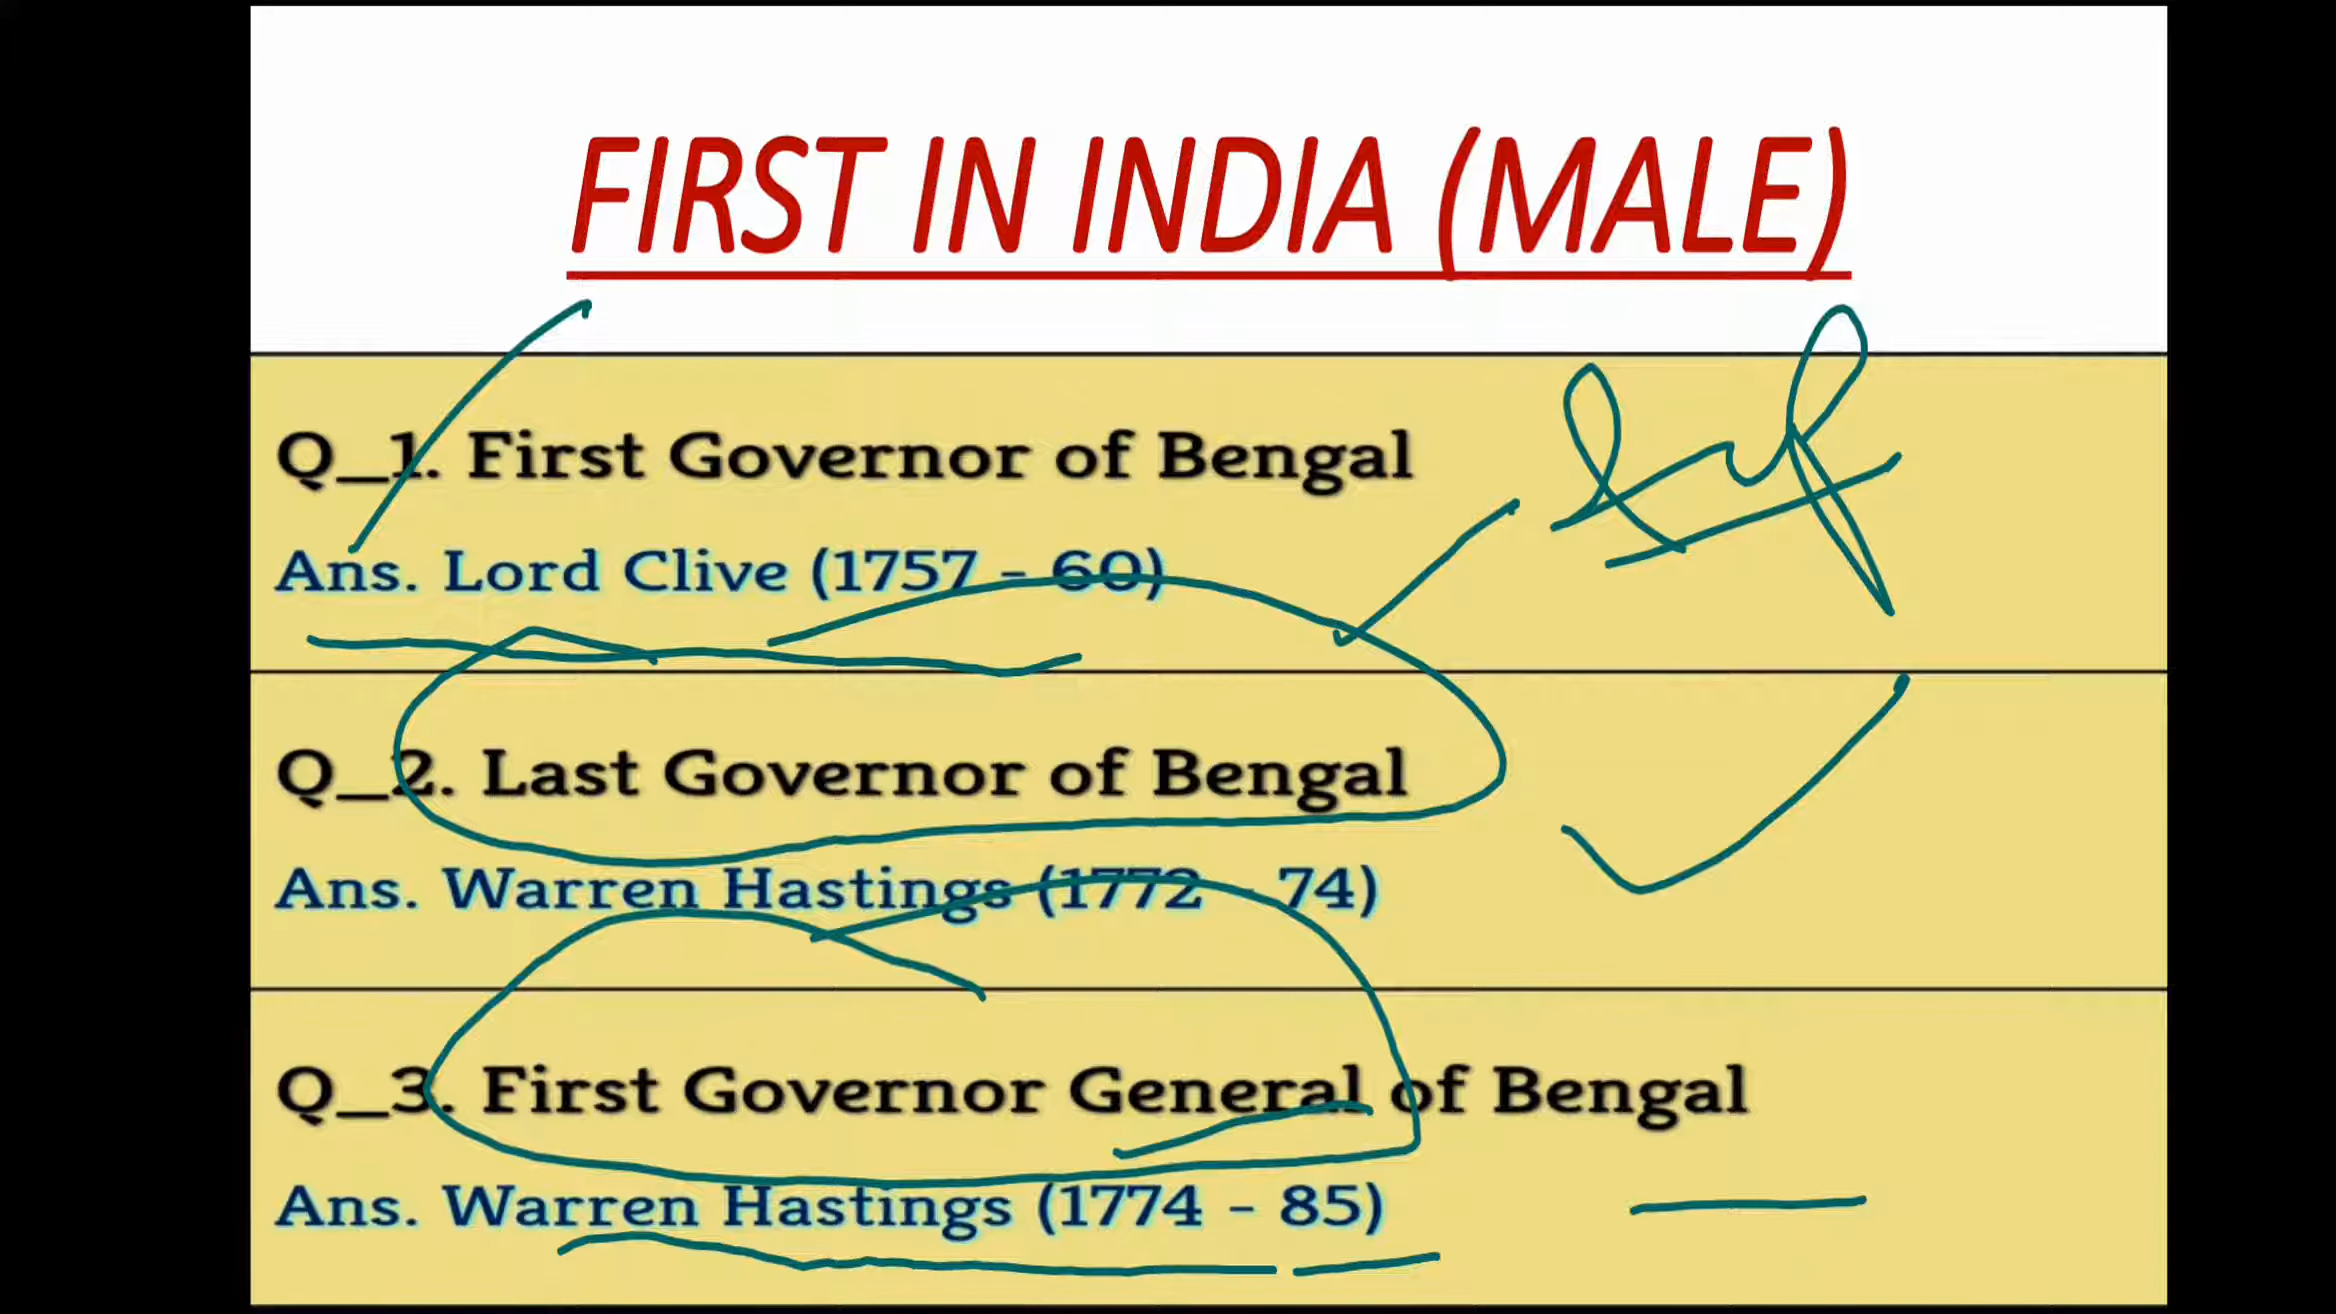 FIRST IN INDIA (MALE)
Q_1. First Governor of Bengal
Ans. Lord Clive (1757 - 60)
Q_2. Last Governor of Bengal
Ans. Warren Hastings (1772 - 74)
Q_3. First Governor General of Bengal
Ans. Warren Hastings (1774 - 85)